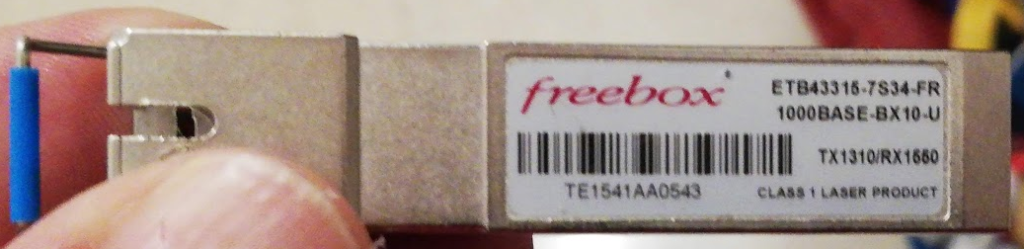 freebox
ETB43315-7S34-FR
1000BASE-BX10-U
TX1310/RX1550
TE1541AA0543
CLASS 1 LASER PRODUCT